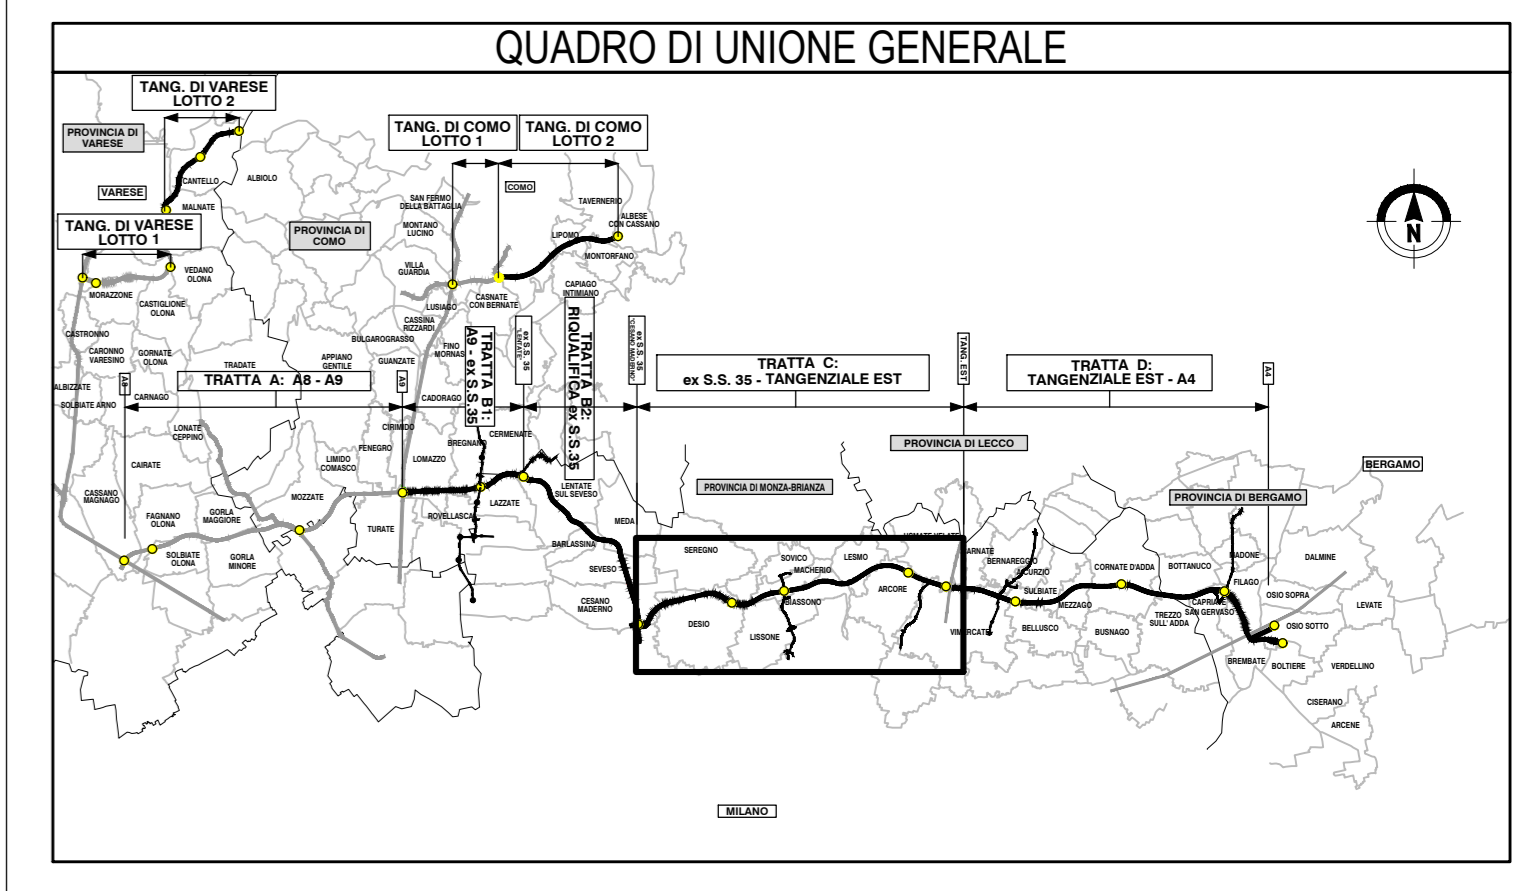 QUADRO DI UNIONE GENERALE
TANG. DI VARESE
LOTTO 2
PROVINCIA DI
VARESE
CANTELLO
ALBIOLO
VARESE
MALNATE
TANG. DI VARESE
LOTTO 1
VEDANO
OLONA
MORAZZONE
CASTIGLIONE
OLONA
PROVINCIA DI
COMO
TANG. DI COMO
LOTTO 1
TANG. DI COMO
LOTTO 2
COMO
SAN FERMO
DELLA BATTAGLIA
TAVERNERIO
ALBESE
CON CASSANO
MONTANO
LUCINO
LIPOMO
MONTORFANO
VILLA
GUARDIA
CAPIAGO
INTIMIANO
LUSIAGO
CASNATE
CON BERNATE
CASSINA
RIZZARDI
BULGAROGRASSO
FINO
MORNAS
GUANZATE
APPIANO
GENTILE
TRADATE
CASTRONNO
CARONNO
VARESINO
GORNATE
OLONA
ALBIZZATE
SOLBIATE ARNO
CARNAGO
A8
TRATTA A: A8 - A9
A9
CADORAGO
TRATTA B1:
A9 - ex S.S.35
ex S.S. 35
"LENTATE"
TRATTA B2:
RIQUALIFICA ex S.S.35
ex S.S. 35
"CESANO MADERNO"
TRATTA C:
ex S.S. 35 - TANGENZIALE EST
TANG. EST
TRATTA D:
TANGENZIALE EST - A4
A4
LONATE
CEPPINO
CIRIMIDO
FENEGRO
BREGNANO
CERMENATE
LOMAZZO
LIMIDO
COMASCO
CAIRATE
CASSANO
MAGNAGO
MOZZATE
FAGNANO
OLONA
GORLA
MAGGIORE
TURATE
ROVELLASCA
LAZZATE
LENTATE
SUL SEVESO
SOLBIATE
OLONA
GORLA
MINORE
MEDA
BARLASSINA
SEVESO
CESANO
MADERNO
PROVINCIA DI MONZA-BRIANZA
PROVINCIA DI LECCO
PROVINCIA DI BERGAMO
BERGAMO
SEREGNO
SOVICO
MACHERIO
LESMO
BIASSONO
ARCORE
DESIO
LISSONE
BERNAREGGIO
SULBIATE
MEZZAGO
BELLUSCO
VIMERCATE
CORNATE D'ADDA
BUSNAGO
TREZZO
SULL' ADDA
BOTTANUCO
MADONE
FILAGO
CAPRIATE
SAN GERVASO
DALMINE
OSIO SOPRA
LEVATE
OSIO SOTTO
BREMBATE
BOLTIERE
VERDELLINO
CISERANO
ARCENE
N
MILANO